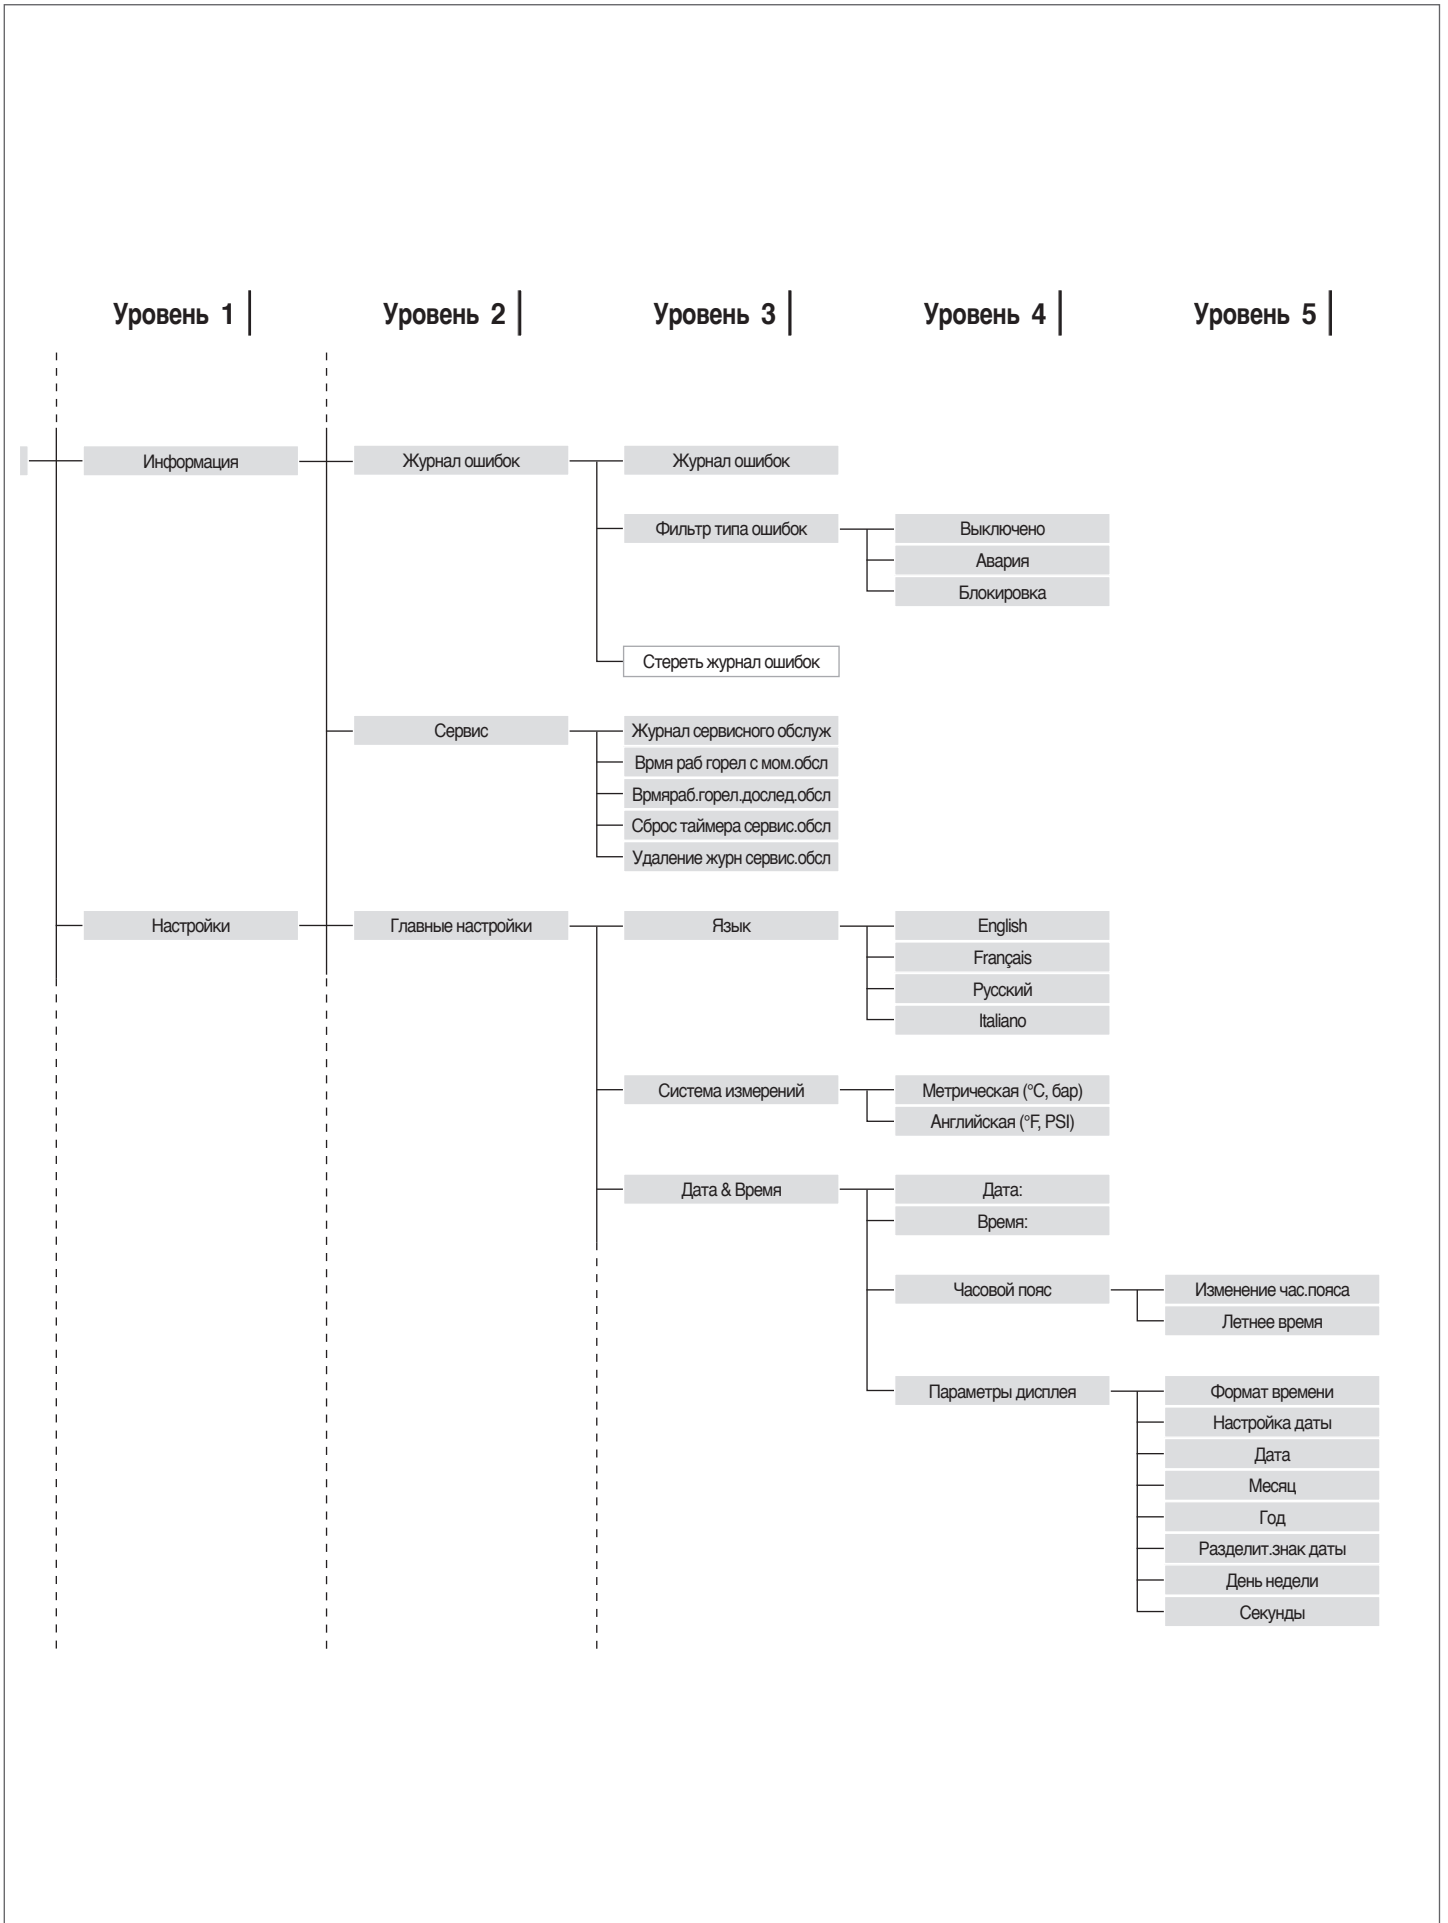 Уровень 1
Уровень 2
Уровень 3
Уровень 4
Уровень 5
Информация
Журнал ошибок
Журнал ошибок
Фильтр типа ошибок
Выключено
Авария
Блокировка
Стереть журнал ошибок
Сервис
Журнал сервисного обслуж
Врмя раб горел с мом.обсл
Врмяраб.горел.дослед.обсл
Сброс таймера сервис.обсл
Удаление журн сервис.обсл
Настройки
Главные настройки
Язык
English
Français
Русский
Italiano
Система измерений
Метрическая (°C, бар)
Английская (°F, PSI)
Дата & Время
Дата:
Время:
Часовой пояс
Изменение час.пояса
Летнее время
Параметры дисплея
Формат времени
Настройка даты
Дата
Месяц
Год
Разделит.знак даты
День недели
Секунды